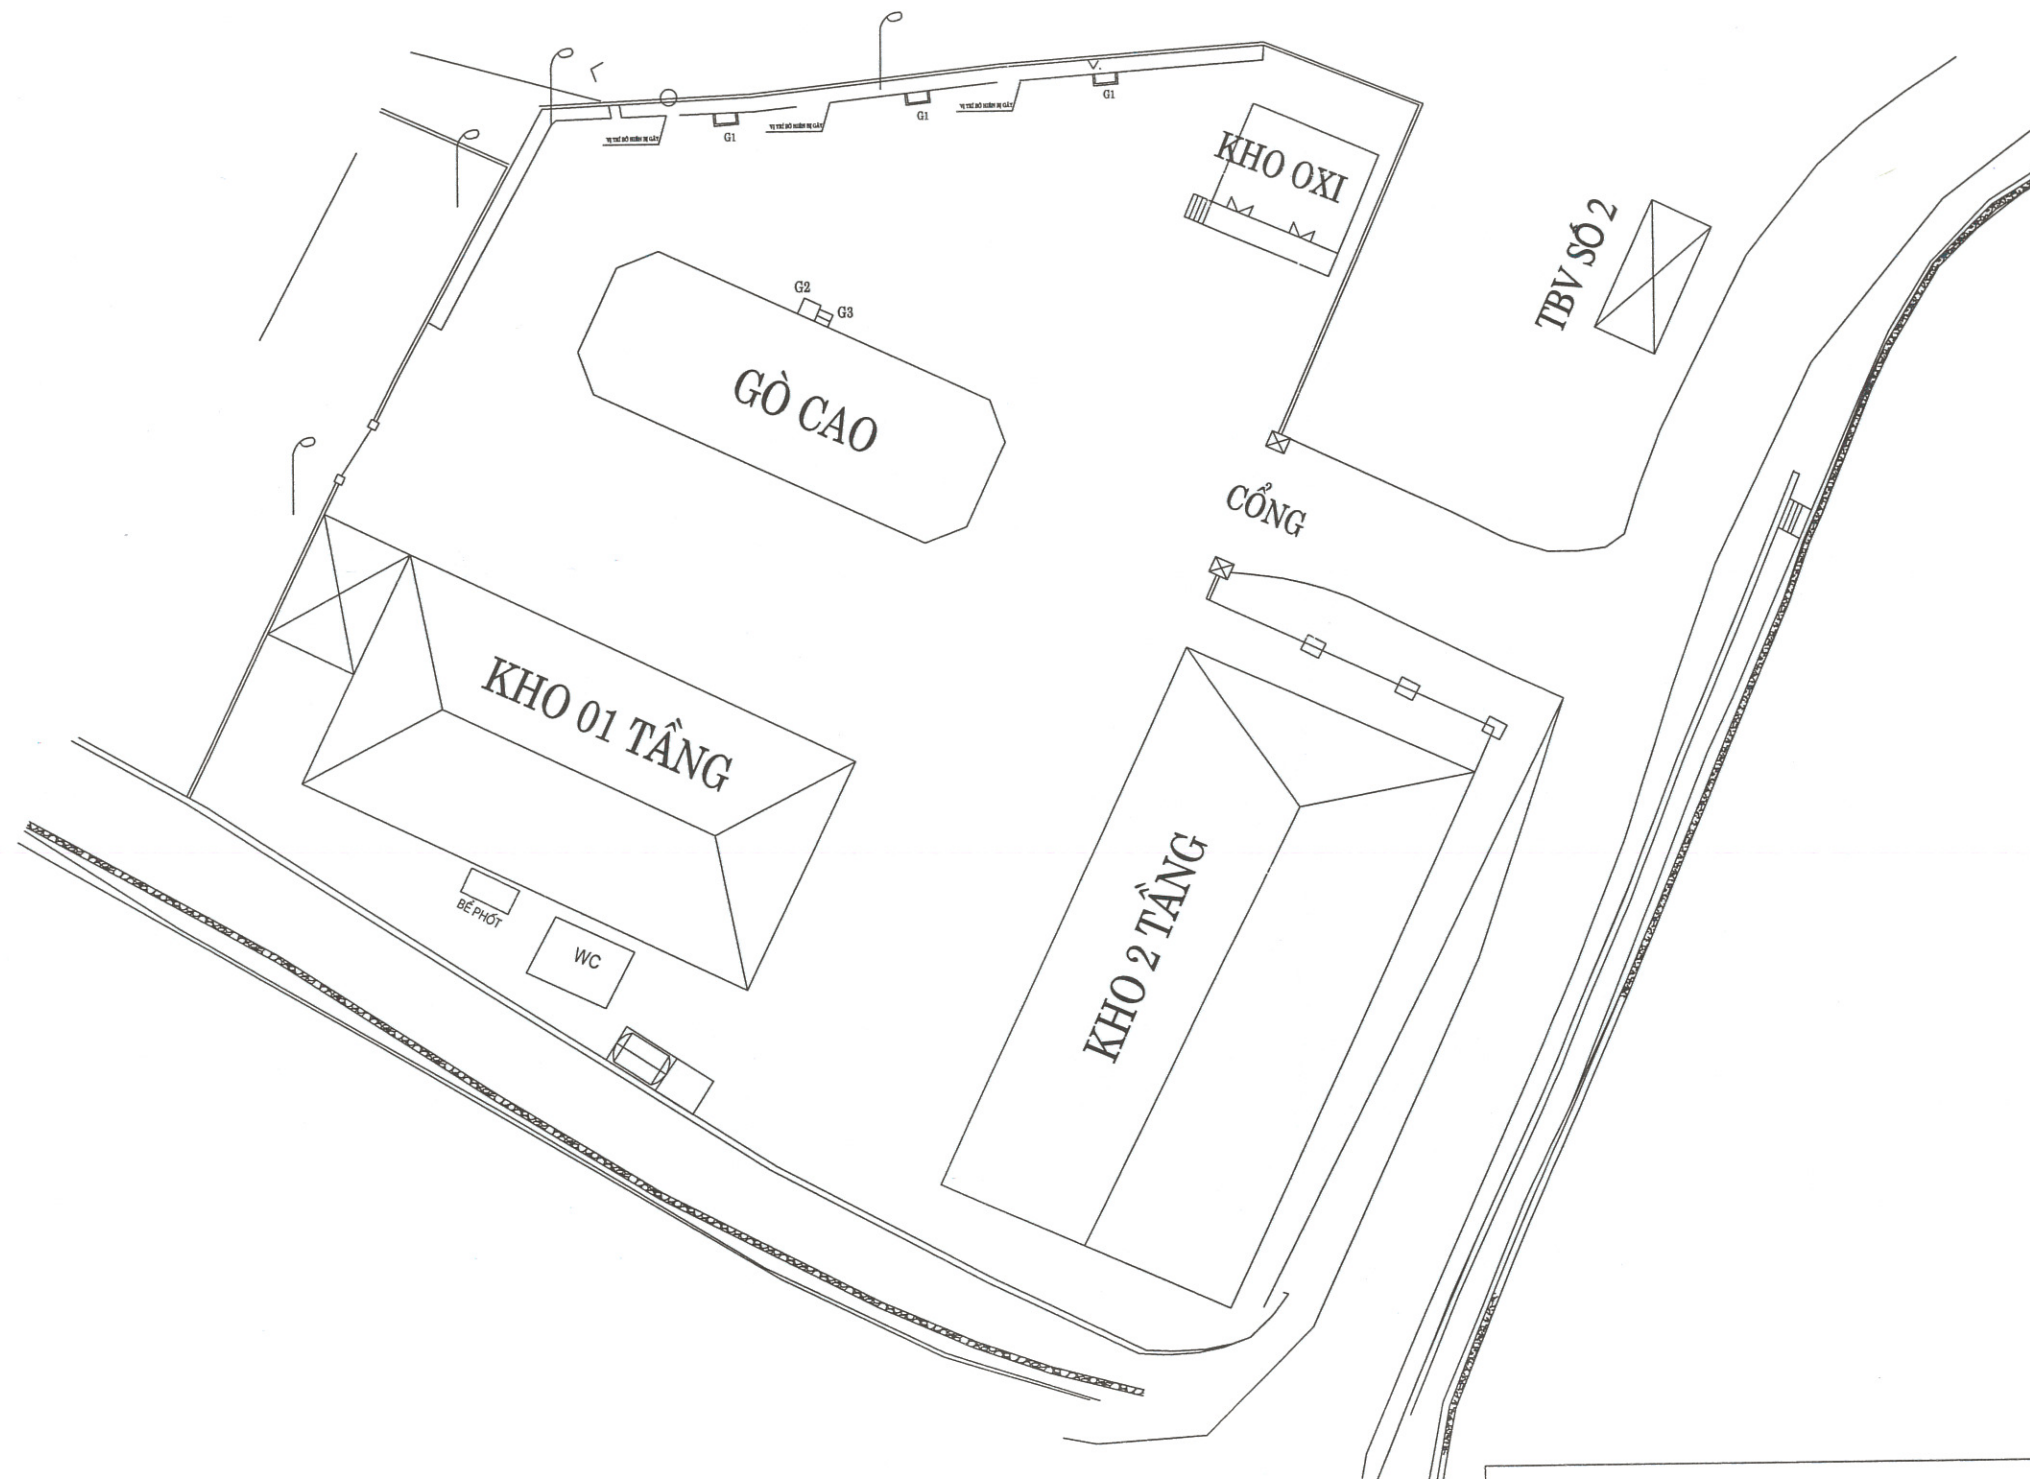 G1
G1
G1
KHO OXI
TBV SỐ 2
G2
G3
GÒ CAO
CỔNG
KHO 01 TẦNG
KHO 2 TẦNG
BỂ PHỐT
WC